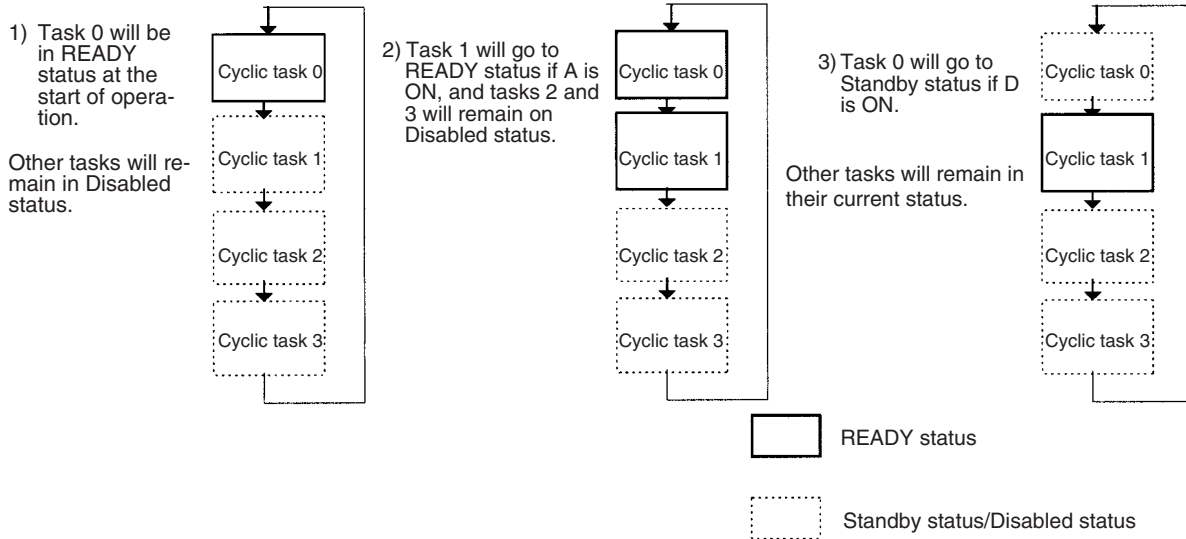 1) Task 0 will be
in READY
status at the
start of opera-
tion.
Other tasks will re-
main in Disabled
status.
Cyclic task 0
Cyclic task 1
Cyclic task 2
Cyclic task 3
2) Task 1 will go to
READY status if A is
ON, and tasks 2 and
3 will remain on
Disabled status.
Cyclic task 0
Cyclic task 1
Cyclic task 2
Cyclic task 3
3) Task 0 will go to
Standby status if D
is ON.
Other tasks will remain in
their current status.
Cyclic task 0
Cyclic task 1
Cyclic task 2
Cyclic task 3
READY status
Standby status/Disabled status